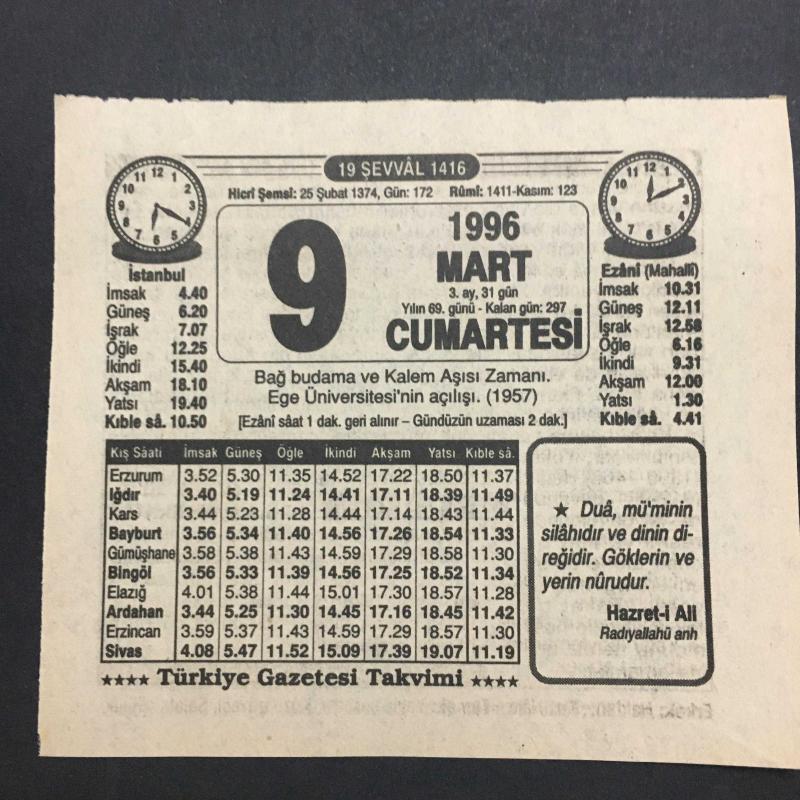 19 ŞEVVÂL 1416
Hicrî Şemsî: 25 Şubat 1374, Gün: 172 Rûmî: 1411-Kasım: 123
9
1996
MART
3. ay, 31 gün
Yılın 69. günü - Kalan gün: 297
CUMARTESİ
İstanbul
İmsak 4.40
Güneş 6.20
İşrak 7.07
Öğle 12.25
İkindi 15.40
Akşam 18.10
Yatsı 19.40
Kıble sâ. 10.50
Ezânî (Mahallî)
İmsak 10.31
Güneş 12.11
İşrak 12.58
Öğle 6.16
İkindi 9.31
Akşam 12.00
Yatsı 1.30
Kıble sâ. 4.41
Bağ budama ve Kalem Aşısı Zamanı.
Ege Üniversitesi'nin açılışı. (1957)
[Ezânî sâat 1 dak. geri alınır – Gündüzün uzaması 2 dak.]
Kış Sâati İmsak Güneş Öğle İkindi Akşam Yatsı Kıble sâ.
Erzurum 3.52 5.30 11.35 14.52 17.22 18.50 11.37
Iğdır 3.40 5.19 11.24 14.41 17.11 18.39 11.49
Kars 3.44 5.23 11.28 14.44 17.14 18.43 11.44
Bayburt 3.56 5.34 11.40 14.56 17.26 18.54 11.33
Gümüşhane 3.58 5.38 11.43 14.59 17.29 18.58 11.30
Bingöl 3.56 5.33 11.39 14.56 17.25 18.52 11.34
Elazığ 4.01 5.38 11.44 15.01 17.30 18.57 11.28
Ardahan 3.44 5.25 11.30 14.45 17.16 18.45 11.42
Erzincan 3.59 5.37 11.43 14.59 17.29 18.57 11.30
Sivas 4.08 5.47 11.52 15.09 17.39 19.07 11.19
★ Duâ, mü'minin
silâhıdır ve dinin di-
reğidir. Göklerin ve
yerin nûrudur.
Hazret-i Ali
Radıyallahü anh
★★★★ Türkiye Gazetesi Takvimi ★★★★